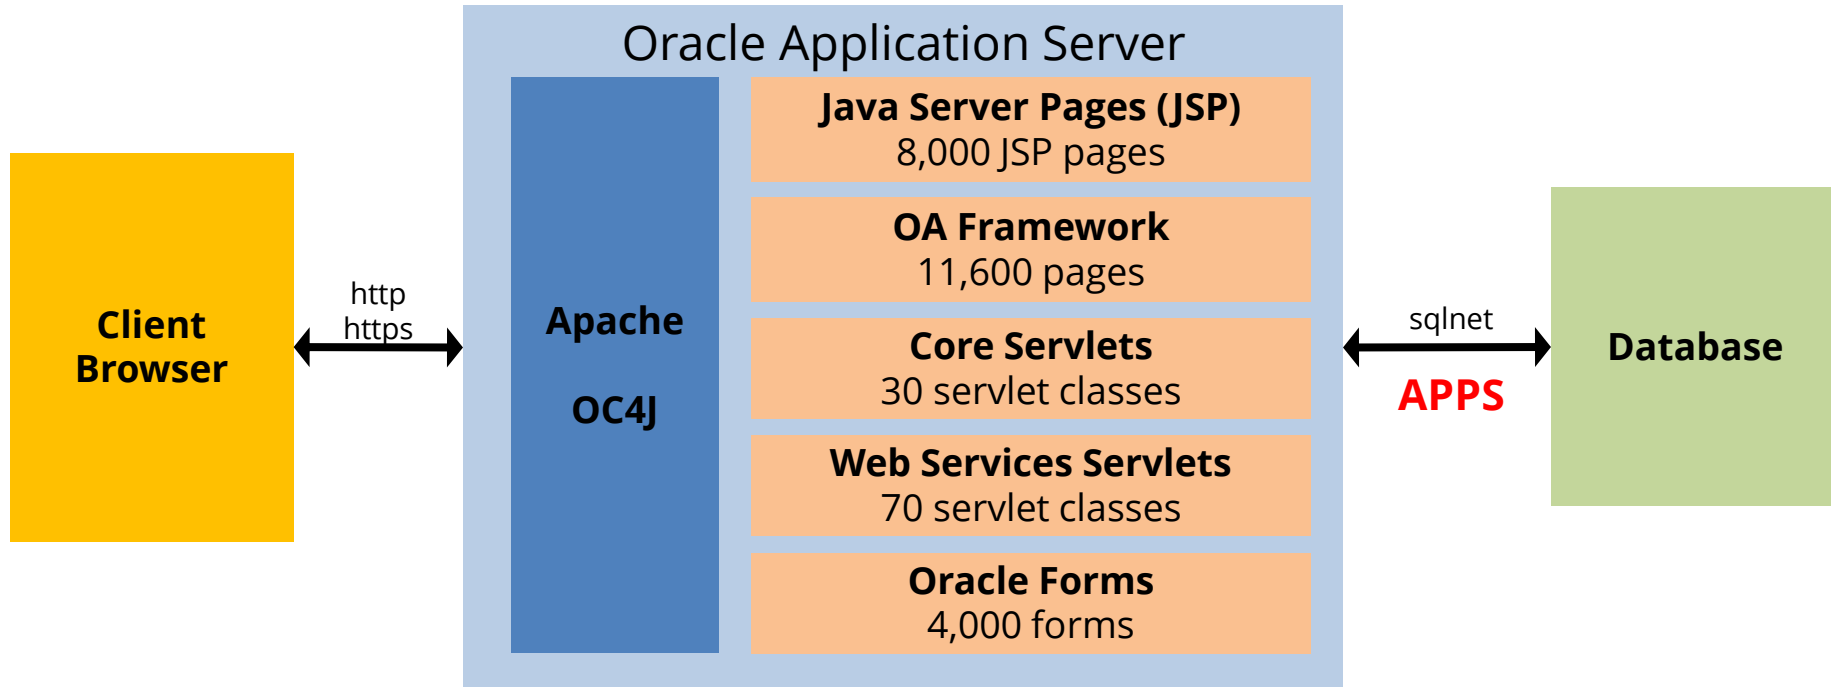 Oracle Application Server
Client
Browser
http
https
Apache
OC4J
Java Server Pages (JSP)
8,000 JSP pages
OA Framework
11,600 pages
Core Servlets
30 servlet classes
Web Services Servlets
70 servlet classes
Oracle Forms
4,000 forms
sqlnet
APPS
Database